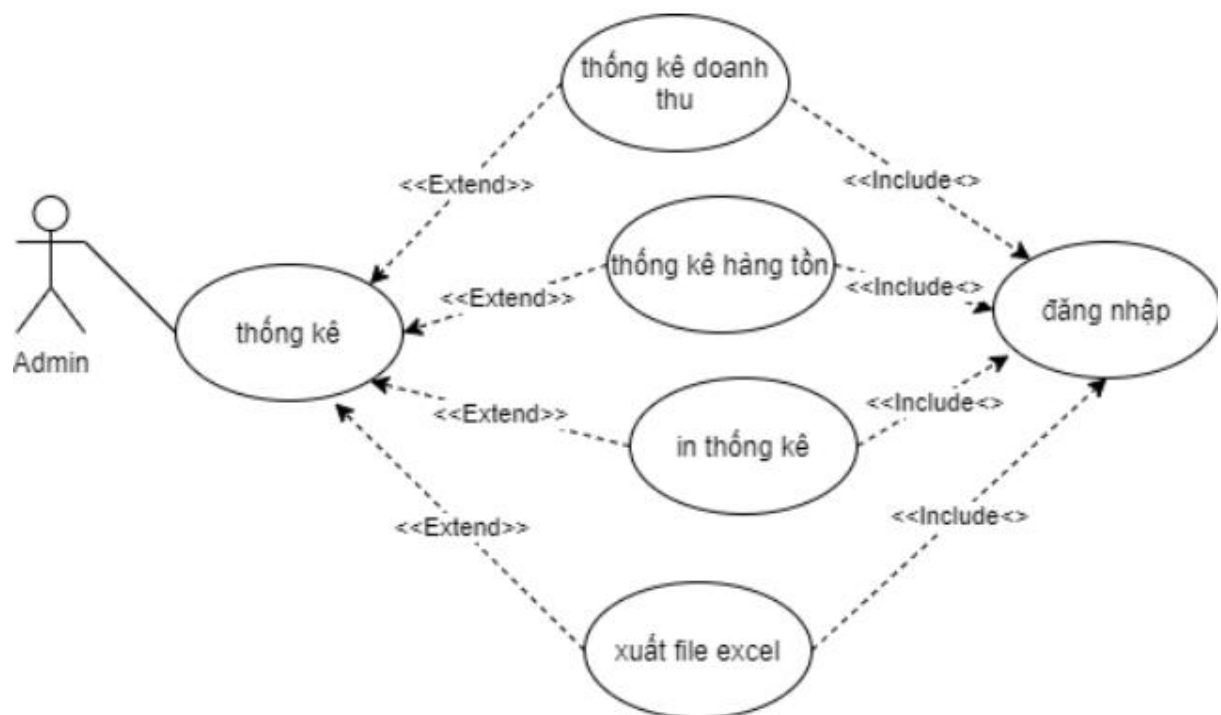 thống kê doanh
thu
<<Extend>>
<<Include<>
thống kê hàng tồn
<<Extend>>
<<Include<>
đăng nhập
thống kê
Admin
<<Extend>>
<<Include<>
in thống kê
<<Extend>>
<<Include<>
xuất file excel